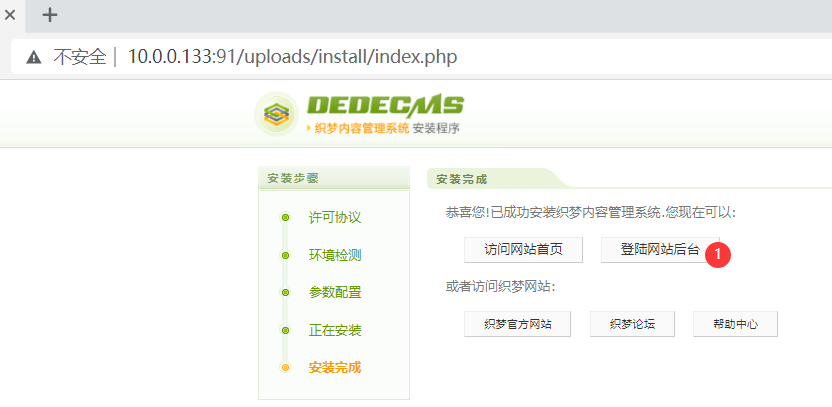 不安全 | 10.0.0.133:91/uploads/install/index.php
DEDECMS
织梦内容管理系统 安装程序
安装步骤
许可协议
环境检测
参数配置
正在安装
安装完成
安装完成
恭喜您!已成功安装织梦内容管理系统.您现在可以:
访问网站首页 登陆网站后台 1
或者访问织梦网站:
织梦官方网站 织梦论坛 帮助中心